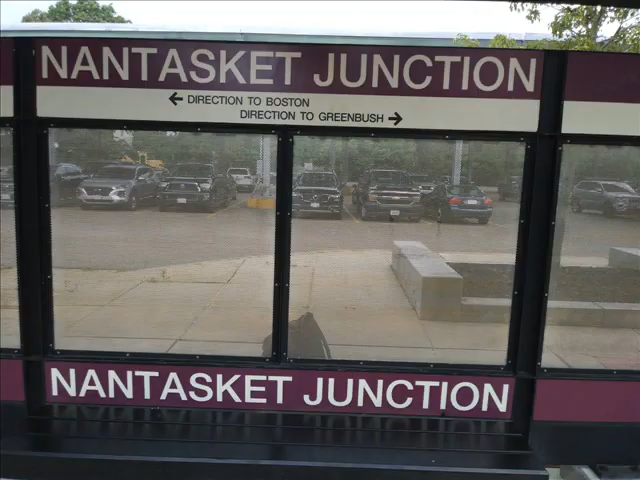 NANTASKET JUNCTION
← DIRECTION TO BOSTON
DIRECTION TO GREENBUSH →
NANTASKET JUNCTION